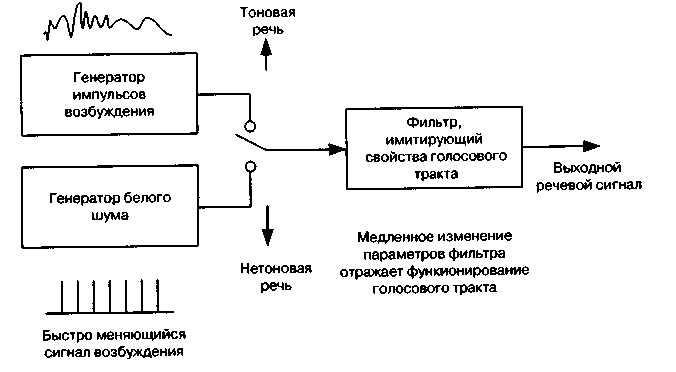 Тоновая
речь
Генератор
импульсов
возбуждения
Фильтр,
имитирующий
свойства голосового
тракта
Выходной
речевой сигнал
Генератор белого
шума
Нетоновая
речь
Медленное изменение
параметров фильтра
отражает функионирование
голосового тракта
Быстро меняющийся
сигнал возбуждения